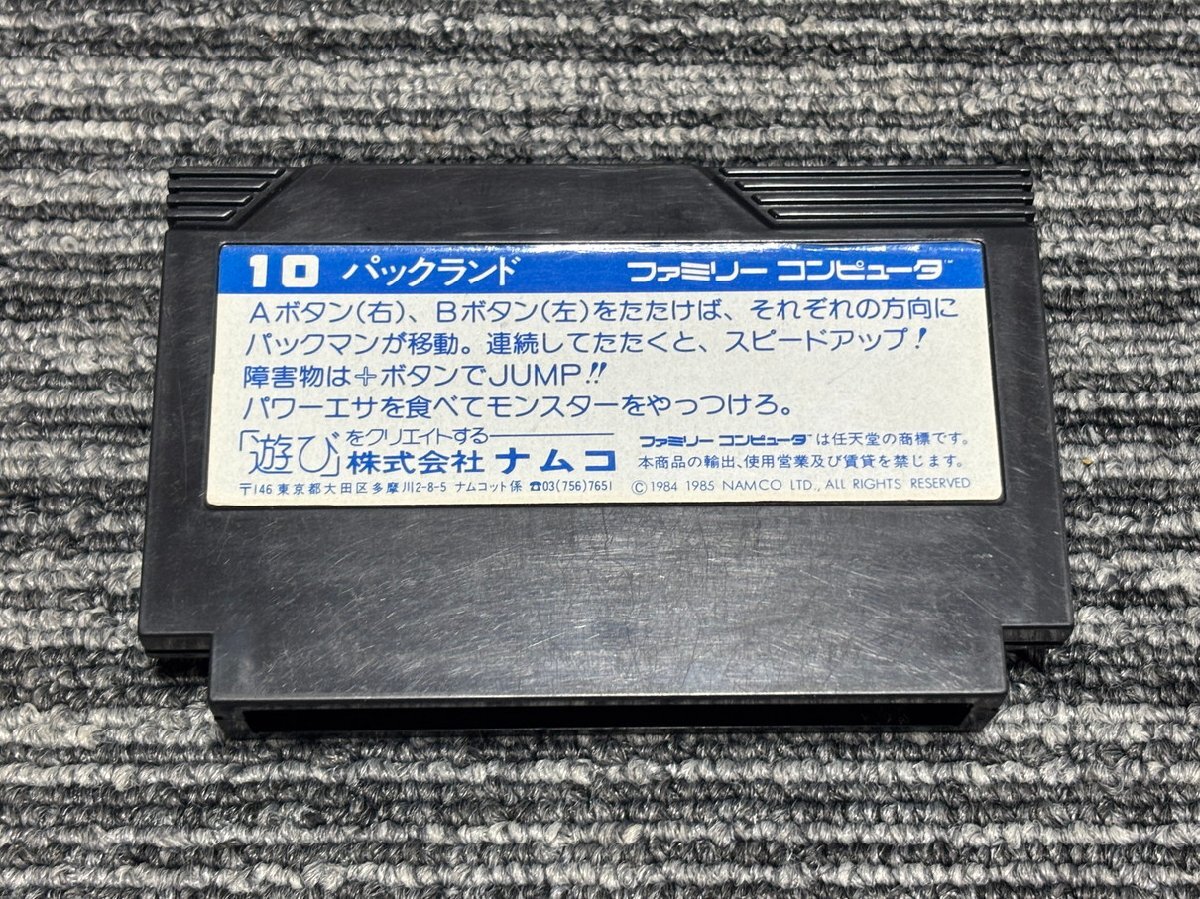 10 パックランド ファミリー コンピュータ™
Aボタン(右)、Bボタン(左)をたたけば、それぞれの方向に
パックマンが移動。連続してたたくと、スピードアップ!
障害物は+ボタンでJUMP!!
パワーエサを食べてモンスターをやっつけろ。
「遊び」をクリエイトする
株式会社 ナムコ
〒146 東京都大田区多摩川2-8-5 ナムコット係 ☎03(756)7651
ファミリー コンピュータ™は任天堂の商標です。
本商品の輸出、使用営業及び賃貸を禁じます。
©1984 1985 NAMCO LTD., ALL RIGHTS RESERVED